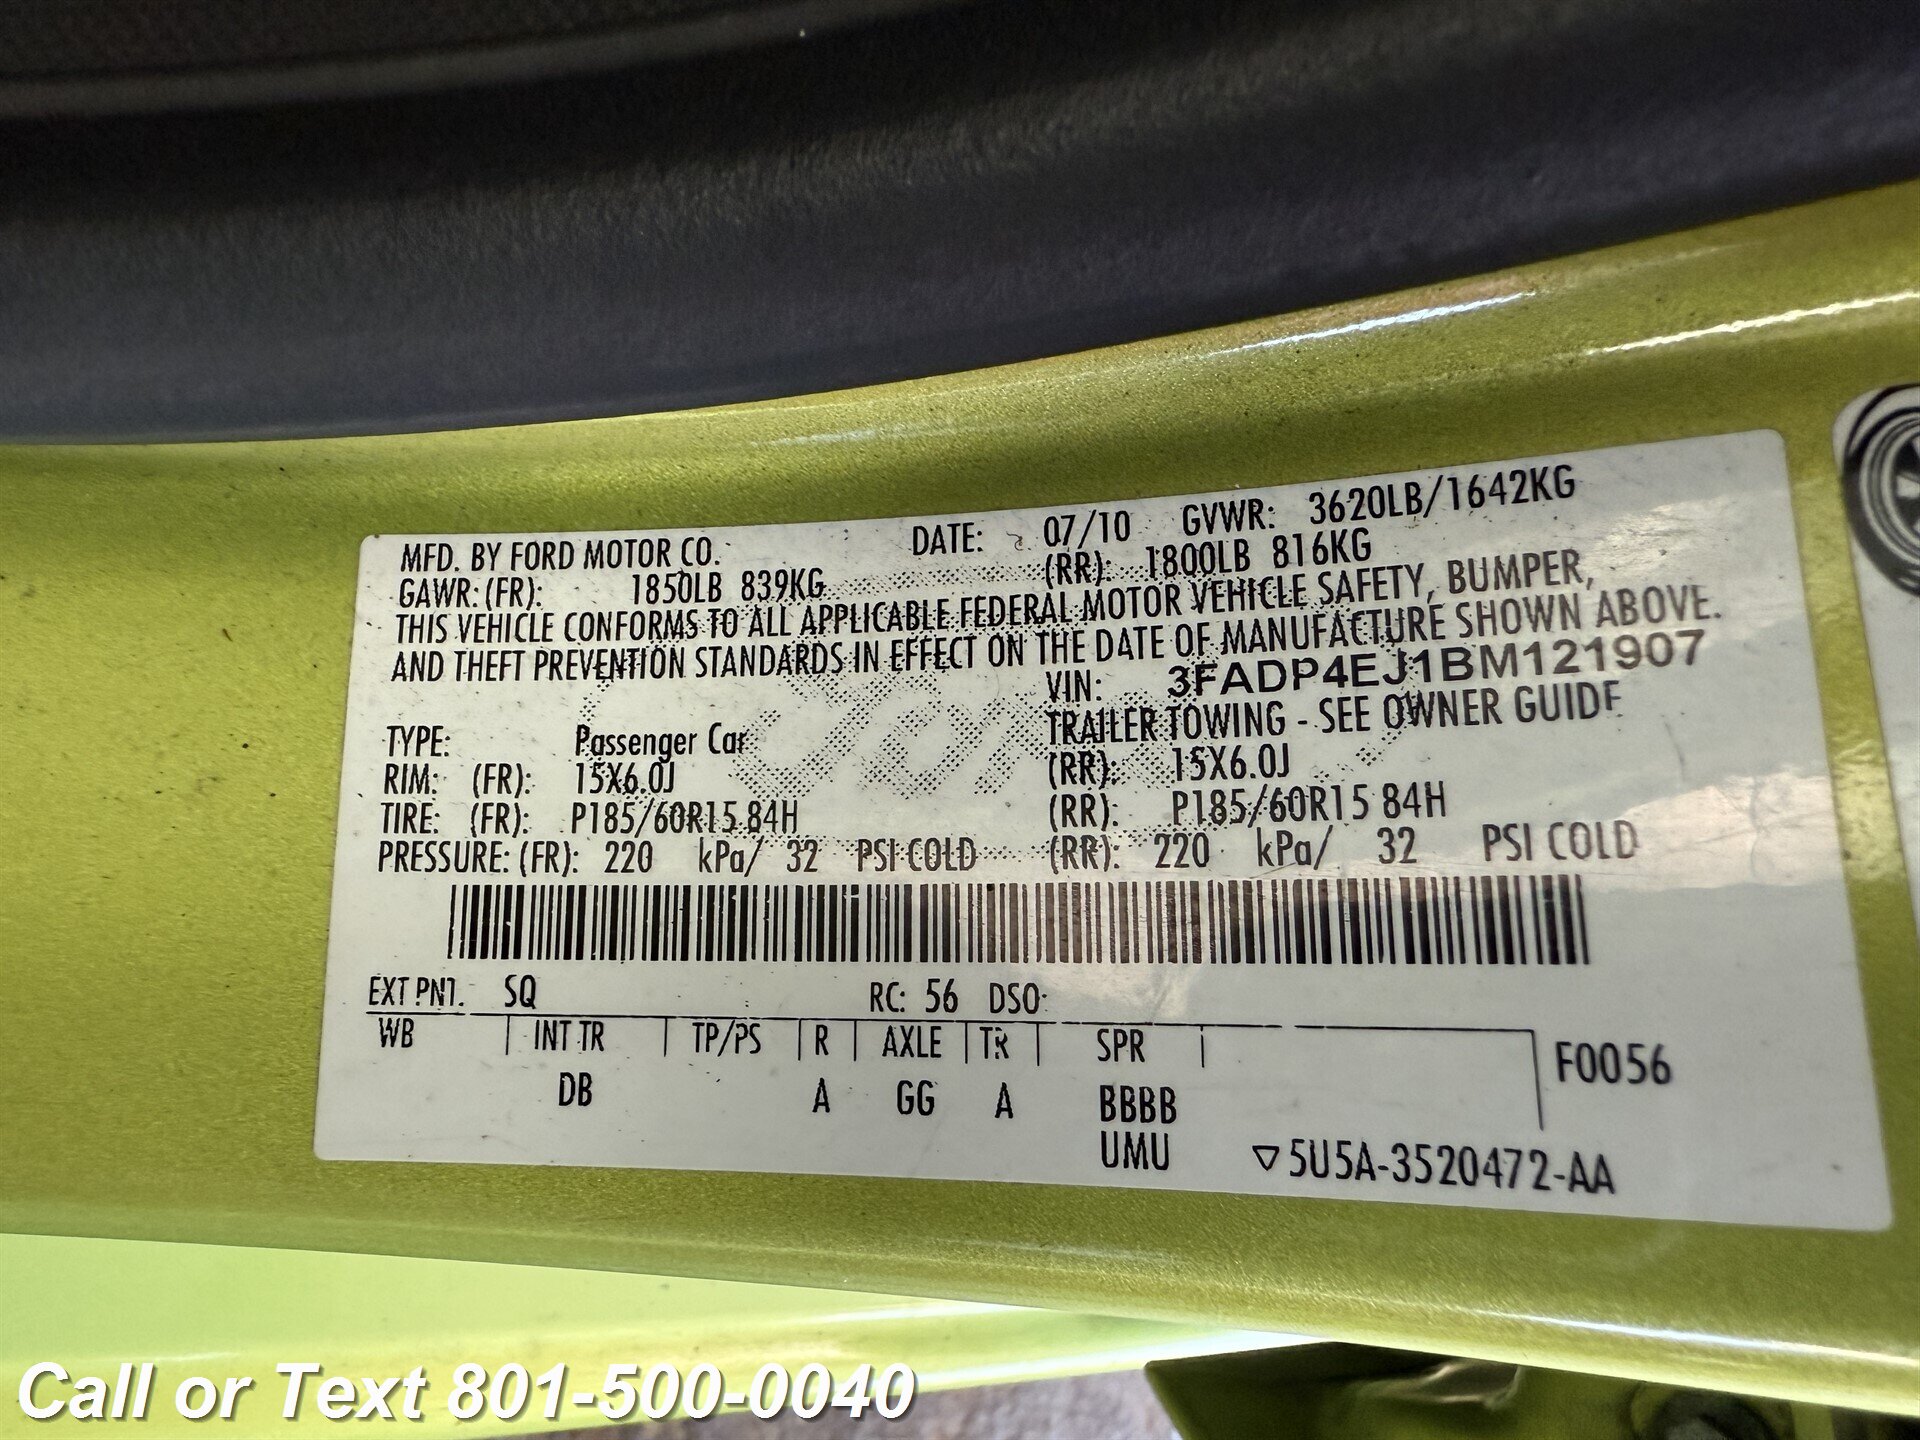 MFD. BY FORD MOTOR CO. DATE: 07/10 GVWR: 3620LB/1642KG
GAWR: (FR): 1850LB 839KG (RR): 1800LB 816KG
THIS VEHICLE CONFORMS TO ALL APPLICABLE FEDERAL MOTOR VEHICLE SAFETY, BUMPER,
AND THEFT PREVENTION STANDARDS IN EFFECT ON THE DATE OF MANUFACTURE SHOWN ABOVE.
VIN: 3FADP4EJ1BM121907
TYPE: Passenger Car TRAILER TOWING - SEE OWNER GUIDE
RIM: (FR): 15X6.0J (RR): 15X6.0J
TIRE: (FR): P185/60R15 84H (RR): P185/60R15 84H
PRESSURE: (FR): 220 kPa/ 32 PSI COLD (RR): 220 kPa/ 32 PSI COLD
EXT PNT: SQ RC: 56 DSO:
WB | INT TR | TP/PS | R | AXLE | TR | SPR |
F0056
DB A GG A BBBB
UMU ▽5U5A-3520472-AA
Call or Text 801-500-0040